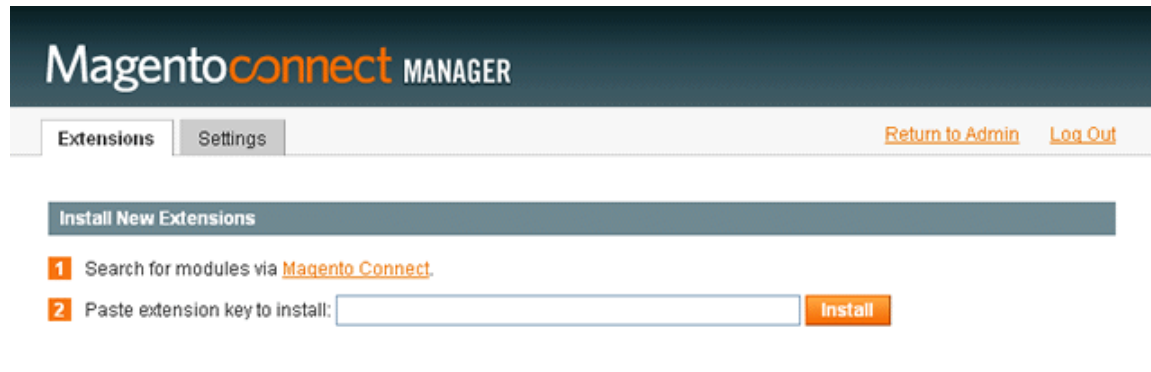 Magentoconnect MANAGER
Extensions Settings Return to Admin Log Out
Install New Extensions
1 Search for modules via Magento Connect.
2 Paste extension key to install: Install